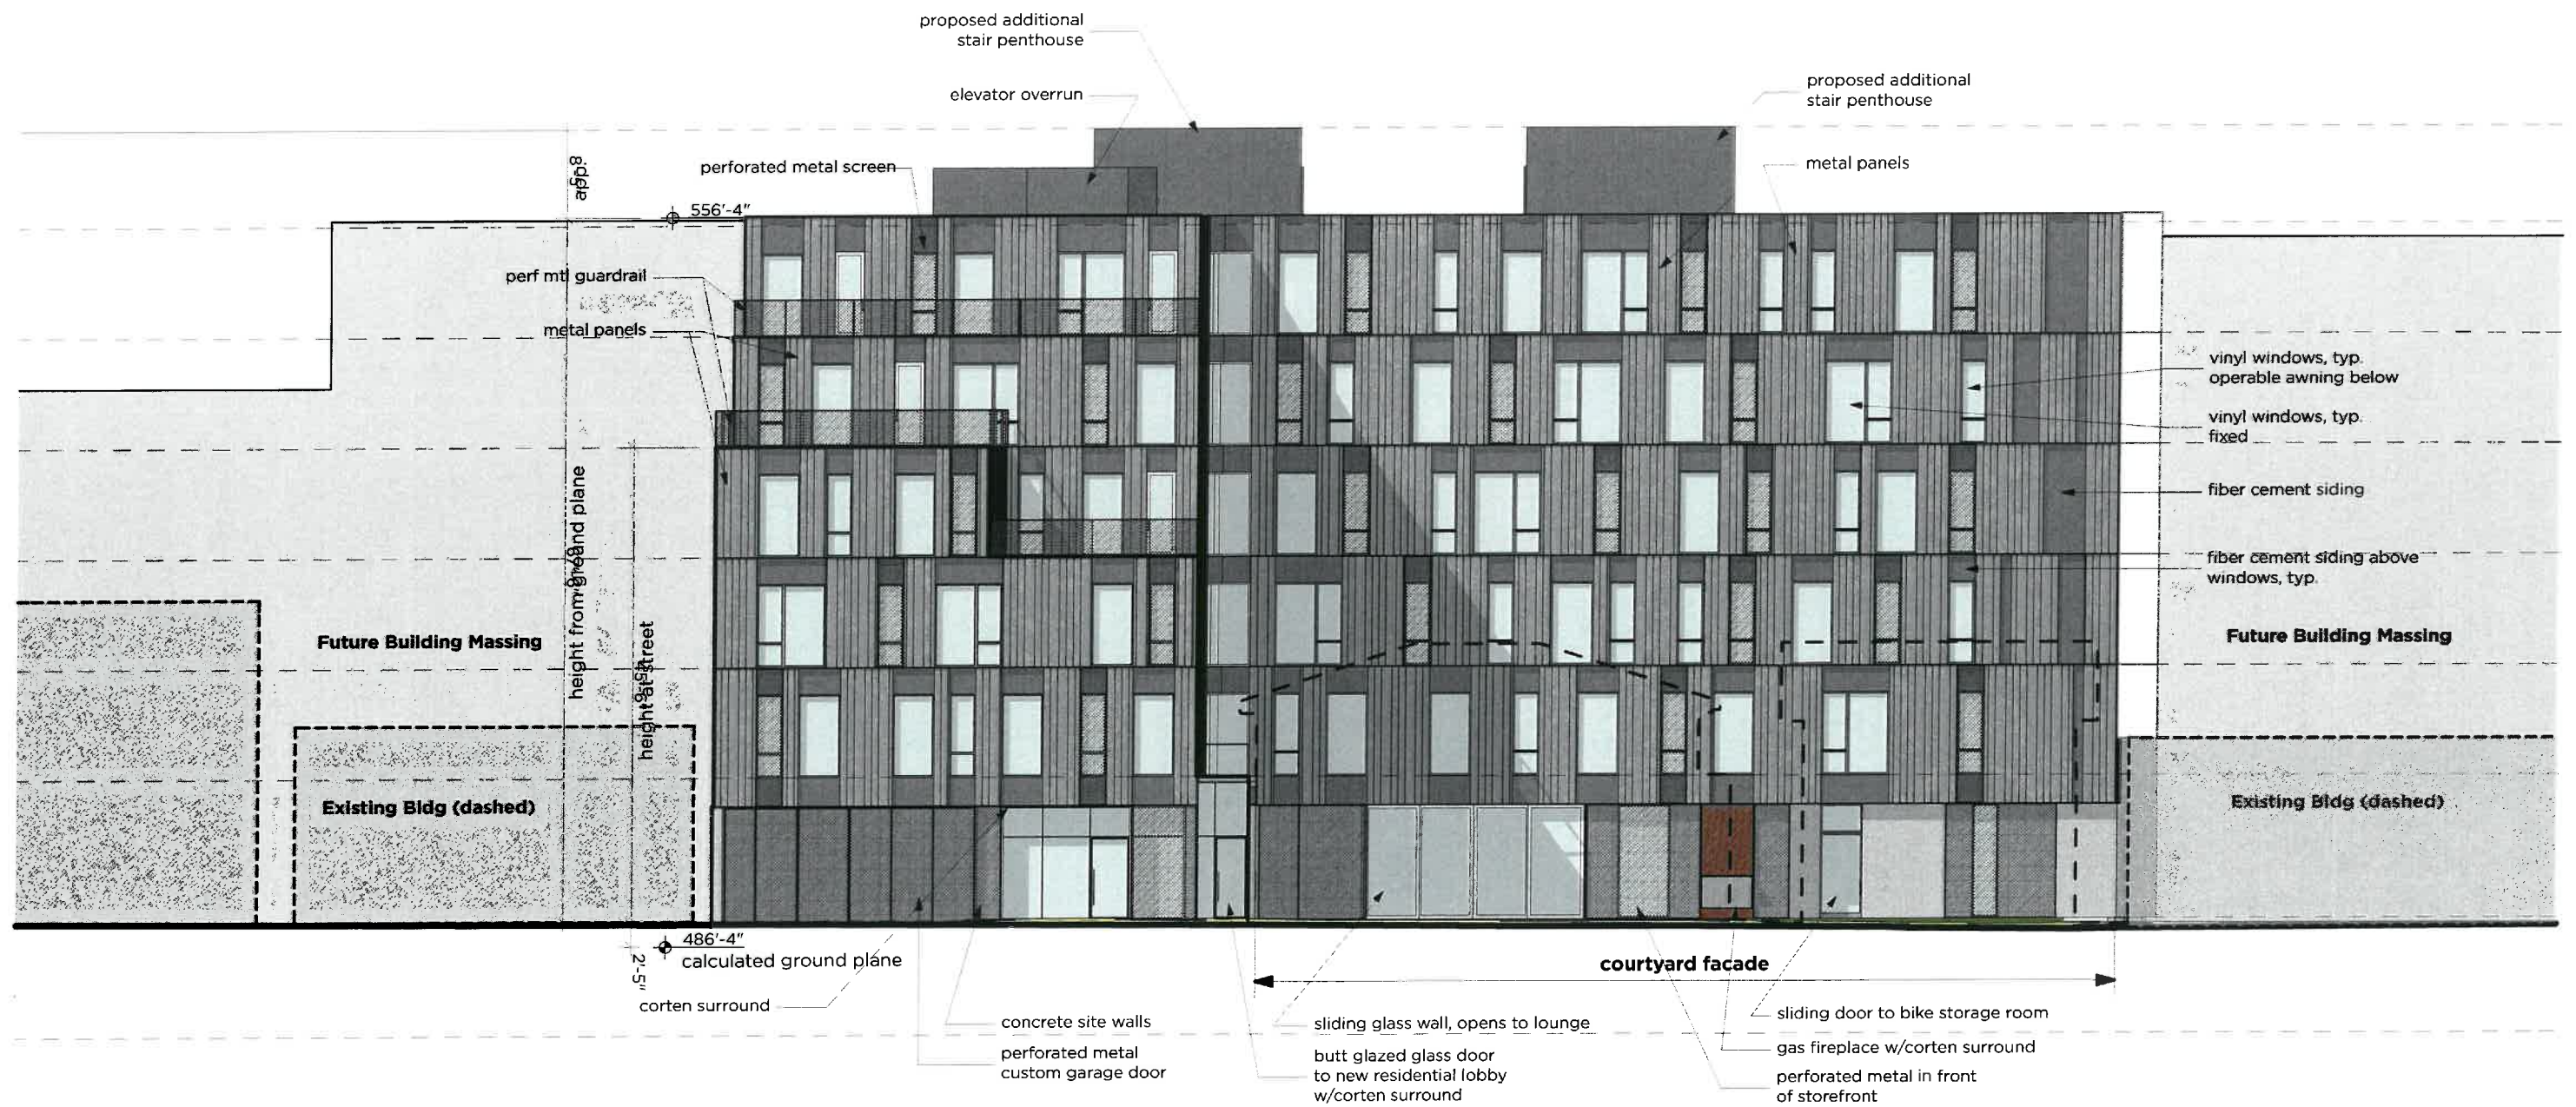 proposed additional
stair penthouse
elevator overrun
proposed additional
stair penthouse
perforated metal screen
metal panels
556'-4"
perf mtl guardrail
metal panels
vinyl windows, typ.
operable awning below
vinyl windows, typ.
fixed
fiber cement siding
fiber cement siding above
windows, typ.
height from ground plane
height at street
Future Building Massing
Future Building Massing
Existing Bldg (dashed)
Existing Bldg (dashed)
486'-4"
calculated ground plane
2'-5"
courtyard facade
corten surround
concrete site walls
perforated metal
custom garage door
sliding glass wall, opens to lounge
butt glazed glass door
to new residential lobby
w/corten surround
sliding door to bike storage room
gas fireplace w/corten surround
perforated metal in front
of storefront